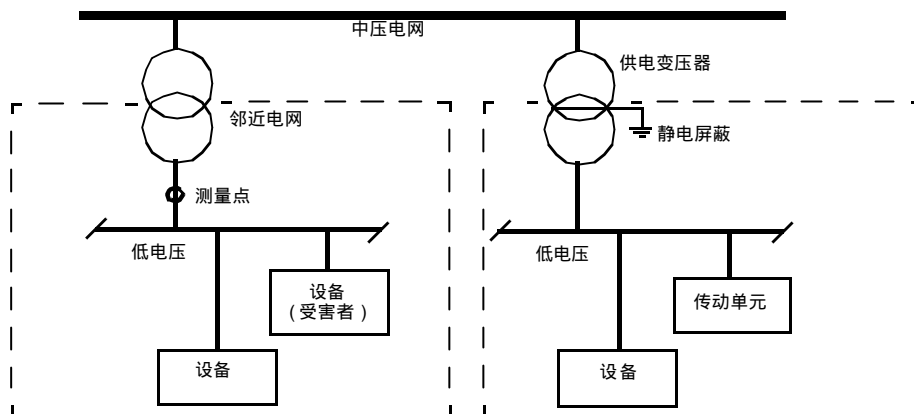 中压电网
供电变压器
邻近电网
静电屏蔽
测量点
低电压
低电压
设备
(受害者)
传动单元
设备
设备